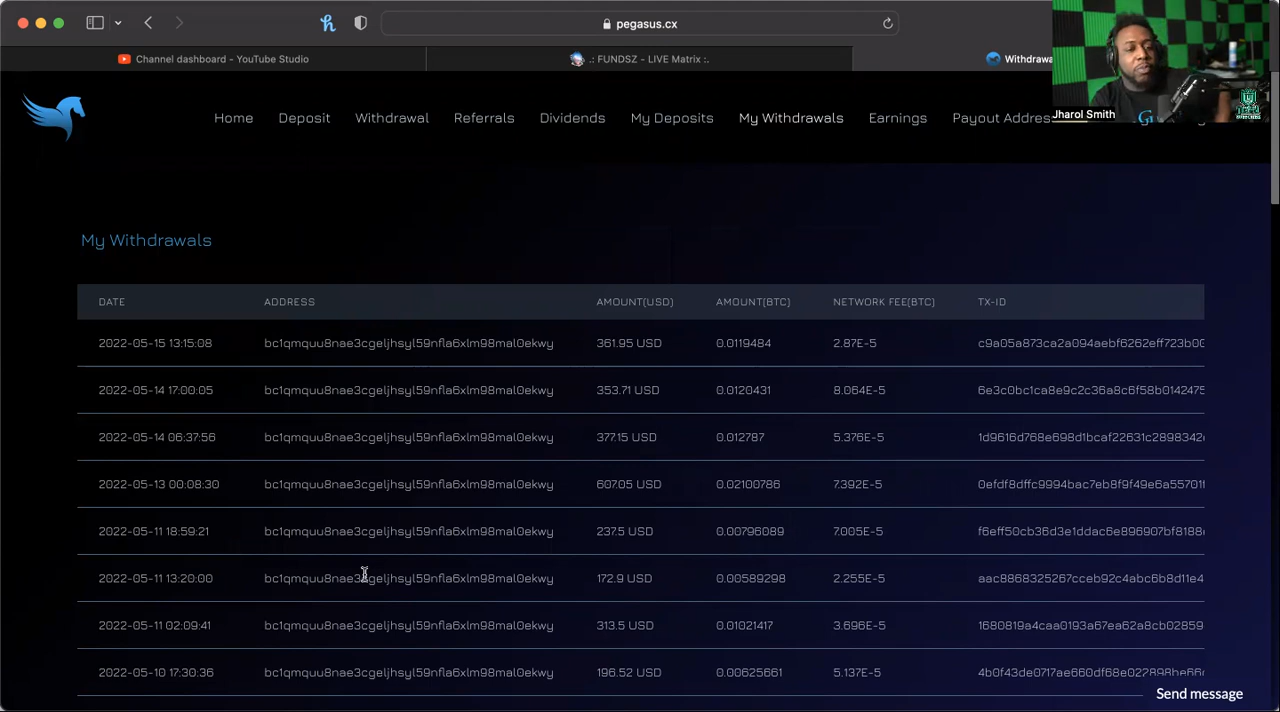 pegasus.cx
Channel dashboard - YouTube Studio
.: FUNDSZ - LIVE Matrix :.
Withdrawa
Home Deposit Withdrawal Referrals Dividends My Deposits My Withdrawals Earnings Payout Addres
Jharol Smith
My Withdrawals
DATE ADDRESS AMOUNT(USD) AMOUNT(BTC) NETWORK FEE(BTC) TX-ID
2022-05-15 13:15:08 bc1qmquu8nae3cgeljhsyl59nfla6xlm98mal0ekwy 361.95 USD 0.0119484 2.87E-5 c9a05a873ca2a094aebf6262eff723b00
2022-05-14 17:00:05 bc1qmquu8nae3cgeljhsyl59nfla6xlm98mal0ekwy 353.71 USD 0.0120431 8.064E-5 6e3c0bc1ca8e9c2c36a8c6f58b0142475
2022-05-14 06:37:56 bc1qmquu8nae3cgeljhsyl59nfla6xlm98mal0ekwy 377.15 USD 0.012787 5.376E-5 1d9616d768e698d1bcaf22631c2898342
2022-05-13 00:08:30 bc1qmquu8nae3cgeljhsyl59nfla6xlm98mal0ekwy 607.05 USD 0.02100786 7.392E-5 0efdf8dffc9994bac7eb8f9f49e6a55701f
2022-05-11 18:59:21 bc1qmquu8nae3cgeljhsyl59nfla6xlm98mal0ekwy 237.5 USD 0.00796089 7.005E-5 f6eff50cb36d3e1ddac6e896907bf8188
2022-05-11 13:20:00 bc1qmquu8nae3cgeljhsyl59nfla6xlm98mal0ekwy 172.9 USD 0.00589298 2.255E-5 aac8868325267cceb92c4abc6b8d11e4
2022-05-11 02:09:41 bc1qmquu8nae3cgeljhsyl59nfla6xlm98mal0ekwy 313.5 USD 0.01021417 3.696E-5 1680819a4caa0193a67ea62a8cb02859
2022-05-10 17:30:36 bc1qmquu8nae3cgeljhsyl59nfla6xlm98mal0ekwy 196.52 USD 0.00625661 5.137E-5 4b0f43de0717ae660df68e022898be66
Send message